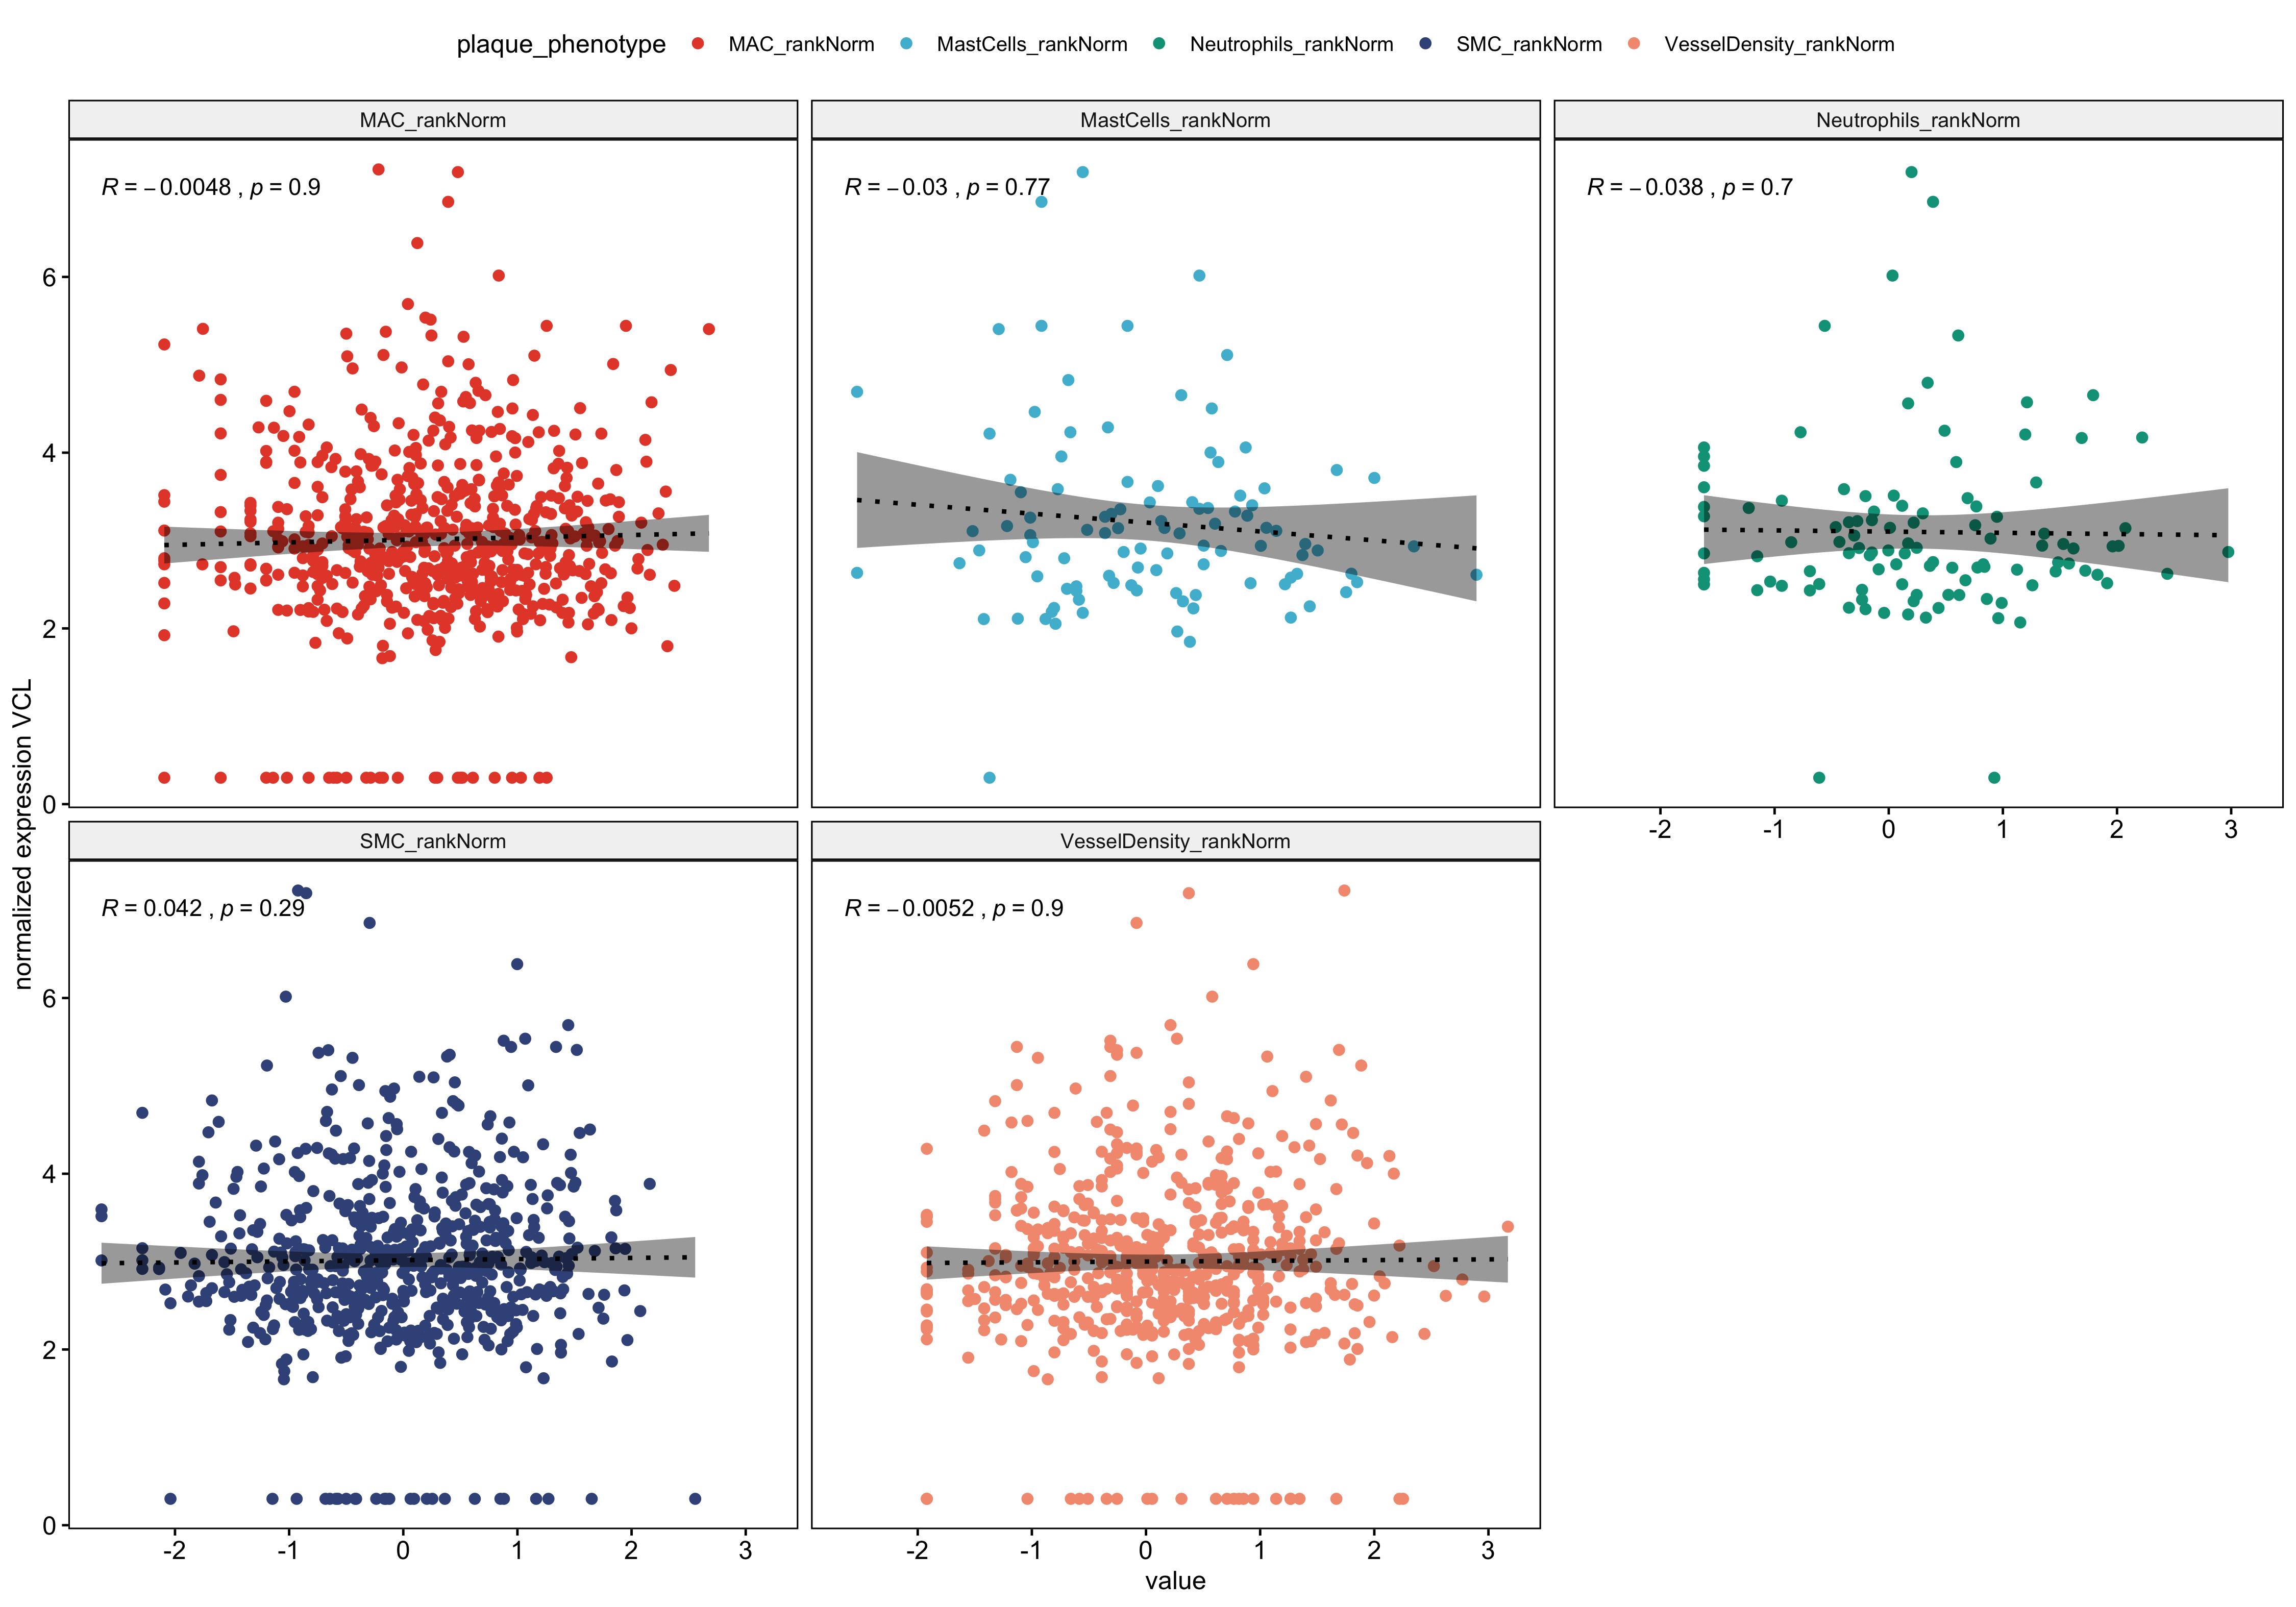 plaque_phenotype MAC_rankNorm MastCells_rankNorm Neutrophils_rankNorm SMC_rankNorm VesselDensity_rankNorm
MAC_rankNorm MastCells_rankNorm Neutrophils_rankNorm
R = −0.0048 , p = 0.9 R = −0.03 , p = 0.77 R = −0.038 , p = 0.7
6
4
2
0
-2 -1 0 1 2 3
normalized expression VCL
SMC_rankNorm VesselDensity_rankNorm
R = 0.042 , p = 0.29 R = −0.0052 , p = 0.9
6
4
2
0
-2 -1 0 1 2 3 -2 -1 0 1 2 3
value